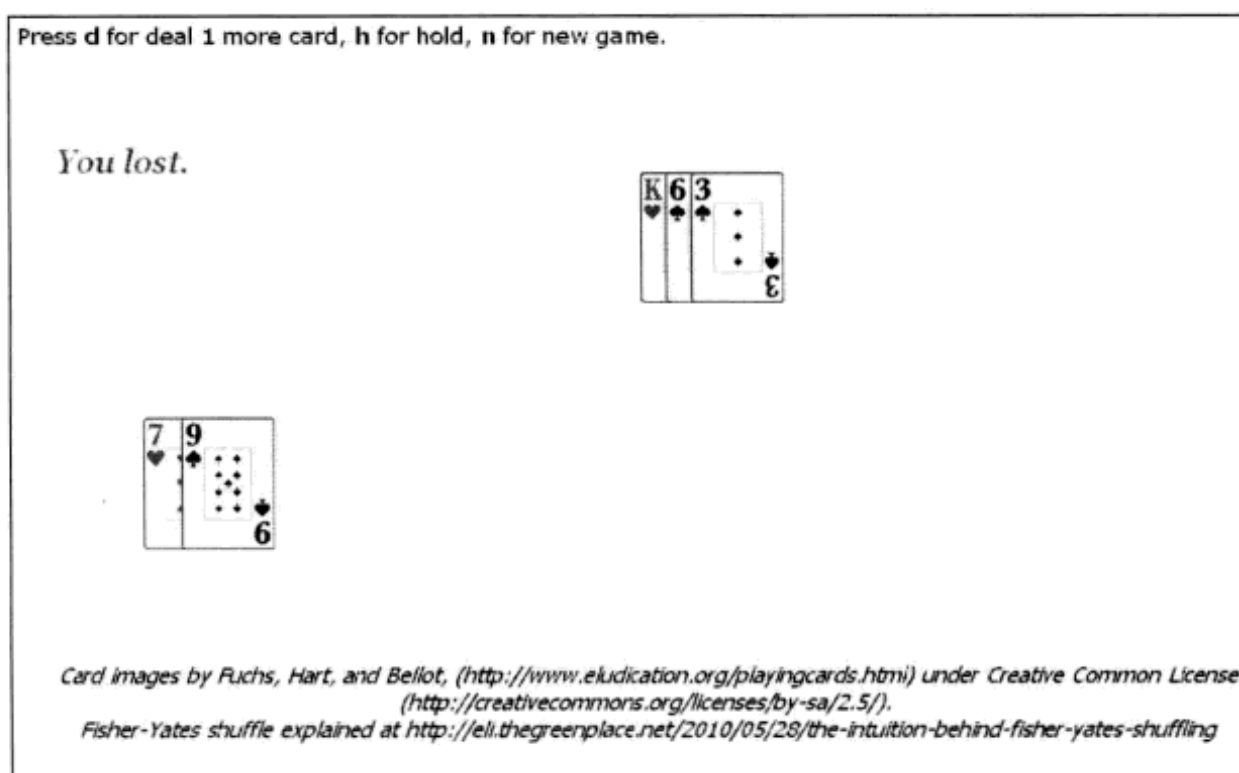 Press d for deal 1 more card, h for hold, n for new game.
You lost.
K 6 3
3
7 9
9
Card images by Fuchs, Hart, and Bellot, (http://www.eludication.org/playingcards.html) under Creative Common License
(http://creativecommons.org/licenses/by-sa/2.5/).
Fisher-Yates shuffle explained at http://eli.thegreenplace.net/2010/05/28/the-intuition-behind-fisher-yates-shuffling